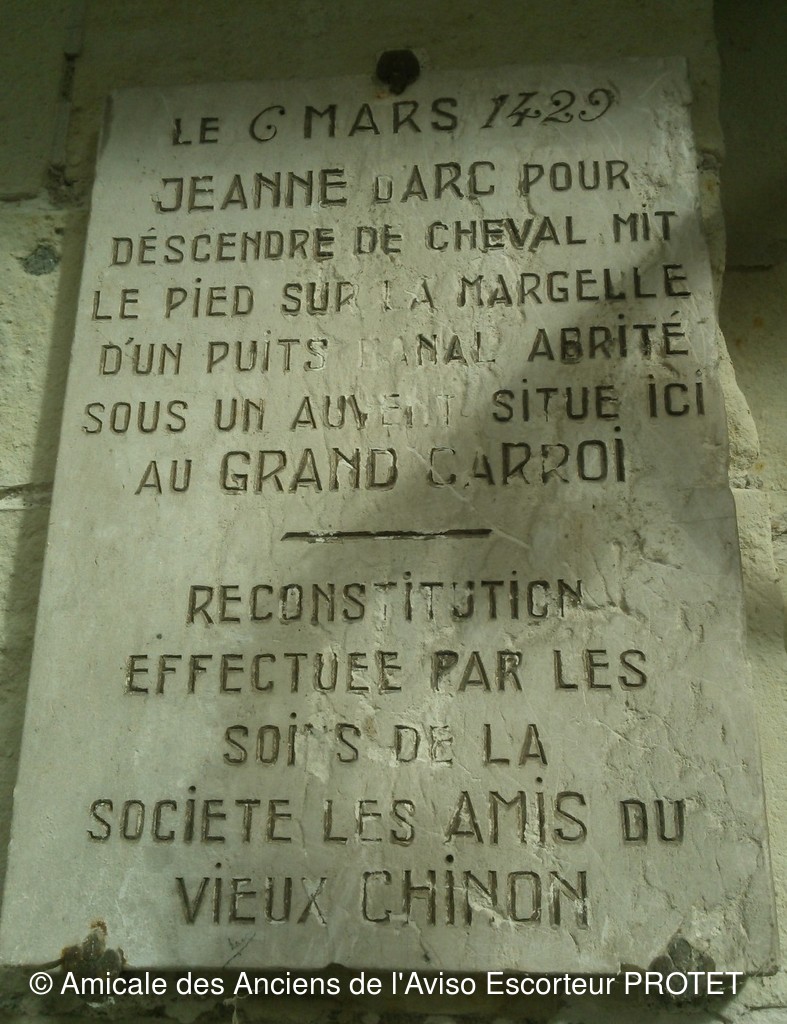 LE 6 MARS 1429
JEANNE D'ARC POUR
DÉSCENDRE DE CHEVAL MIT
LE PIED SUR LA MARGELLE
D'UN PUITS BANAL ABRITÉ
SOUS UN AUVENT SITUE ICI
AU GRAND CARROI
RECONSTITUTION
EFFECTUEE PAR LES
SOINS DE LA
SOCIETE LES AMIS DU
VIEUX CHINON
© Amicale des Anciens de l'Aviso Escorteur PROTET